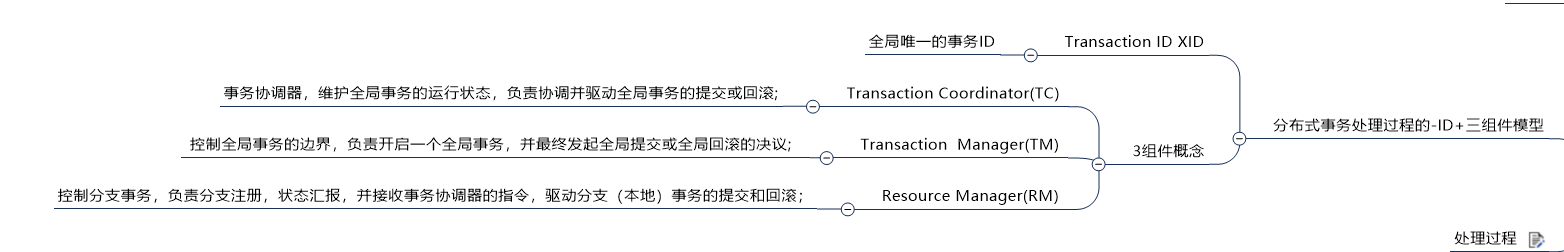 全局唯一的事务ID
Transaction ID XID
事务协调器，维护全局事务的运行状态，负责协调并驱动全局事务的提交或回滚;
Transaction Coordinator(TC)
分布式事务处理过程的-ID+三组件模型
控制全局事务的边界，负责开启一个全局事务，并最终发起全局提交或全局回滚的决议;
Transaction  Manager(TM)
3组件概念
控制分支事务，负责分支注册，状态汇报，并接收事务协调器的指令，驱动分支（本地）事务的提交和回滚;
Resource Manager(RM)
处理过程